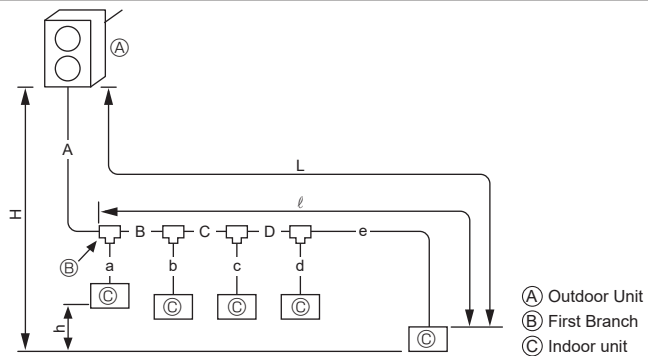 Ⓐ
A
L
H
ℓ
B C D e
Ⓑ a b c d
Ⓒ Ⓒ Ⓒ Ⓒ
h
Ⓒ
Ⓐ Outdoor Unit
Ⓑ First Branch
Ⓒ Indoor unit